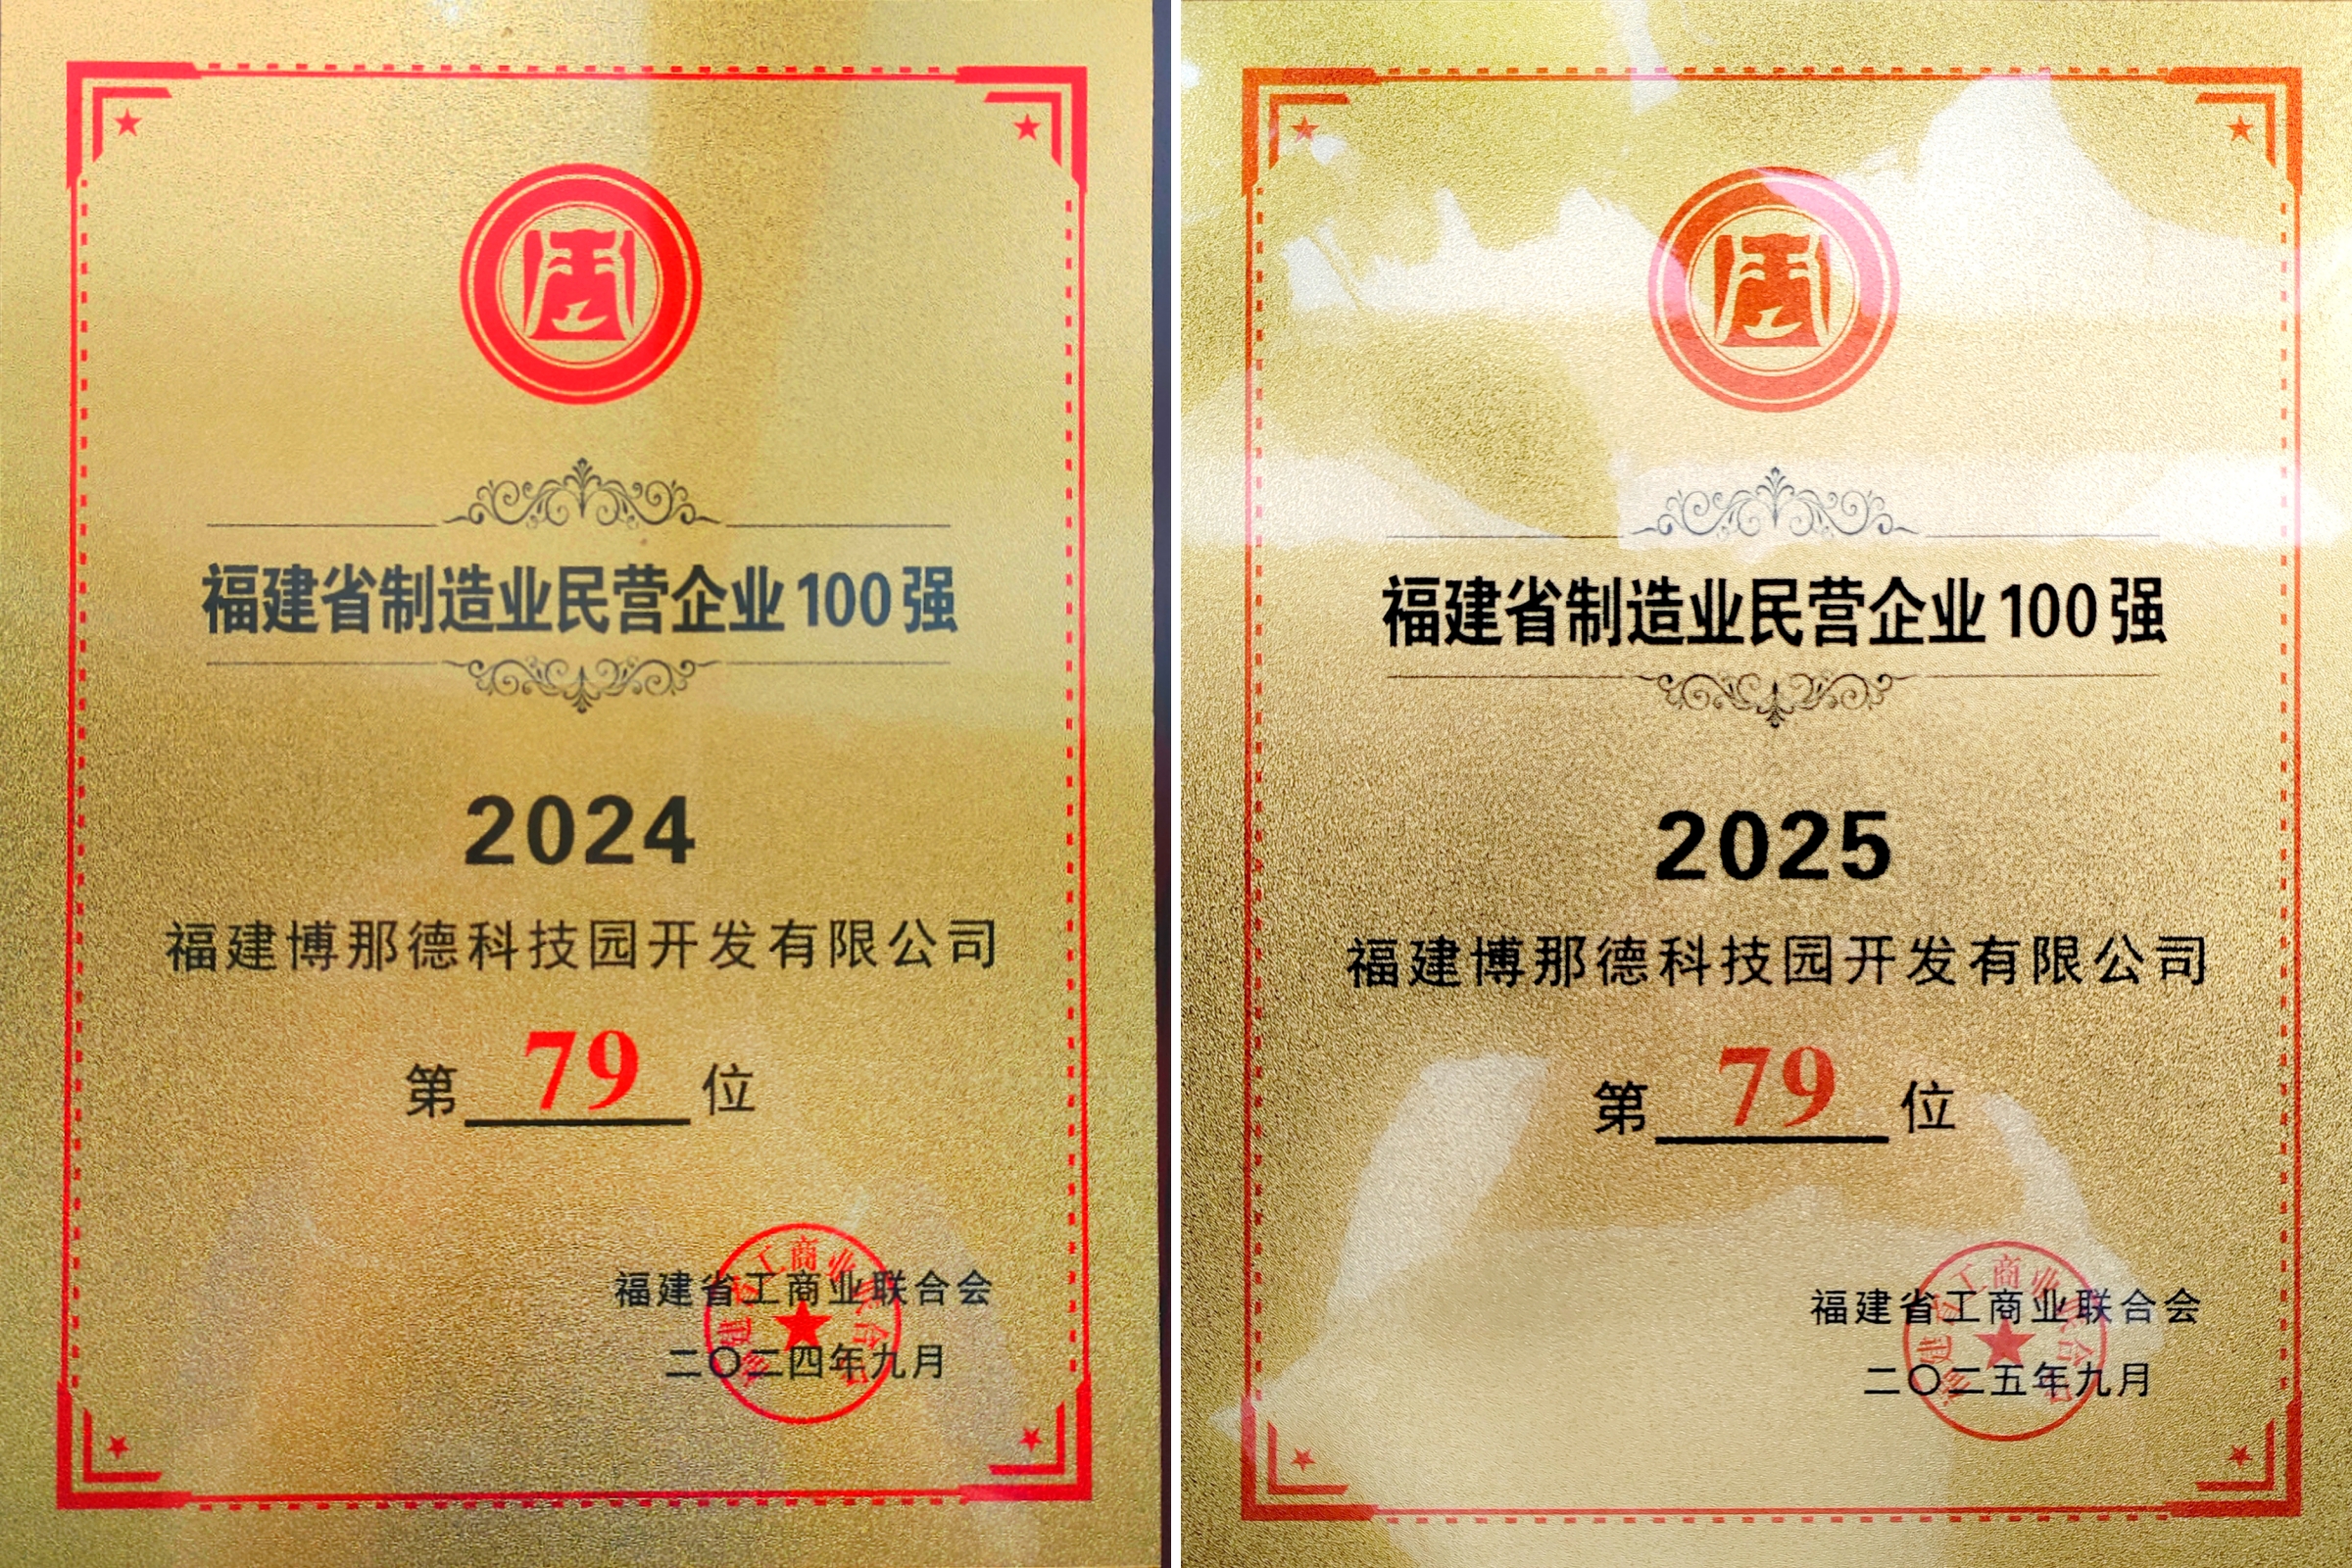 福建省制造业民营企业100强
2024
福建博那德科技园开发有限公司
第 79 位
福建省工商业联合会
二〇二四年九月
福建省制造业民营企业100强
2025
福建博那德科技园开发有限公司
第 79 位
福建省工商业联合会
二〇二五年九月